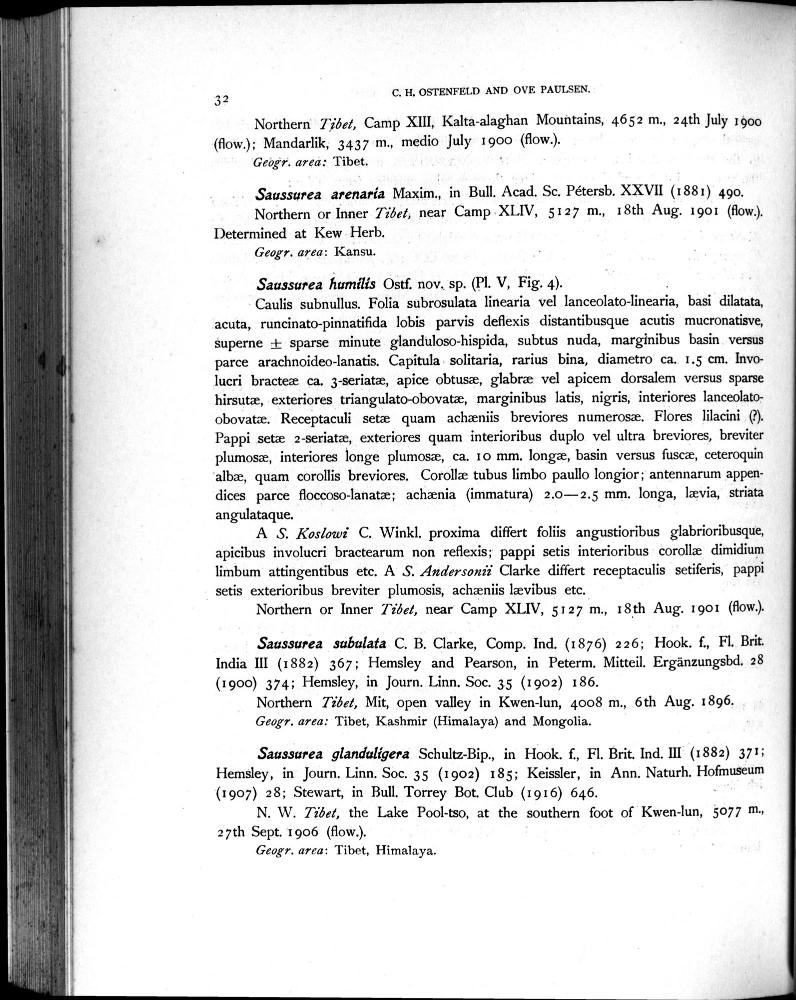 32
C. H. OSTENFELD AND OVE PAULSEN.
Northern Tibet, Camp XIII, Kalta-alaghan Mountains, 4652 m., 24th July 1900
(flow.); Mandarlik, 3437 m., medio July 1900 (flow.).
Geogr. area: Tibet.
Saussurea arenaria Maxim., in Bull. Acad. Sc. Pétersb. XXVII (1881) 490.
Northern or Inner Tibet, near Camp XLIV, 5127 m., 18th Aug. 1901 (flow.).
Determined at Kew Herb.
Geogr. area: Kansu.
Saussurea humilis Ostf. nov. sp. (Pl. V, Fig. 4).
Caulis subnullus. Folia subrosulata linearia vel lanceolato-linearia, basi dilatata,
acuta, runcinato-pinnatifida lobis parvis deflexis distantibusque acutis mucronatisve,
superne ± sparse minute glanduloso-hispida, subtus nuda, marginibus basin versus
parce arachnoideo-lanatis. Capitula solitaria, rarius bina, diametro ca. 1.5 cm. Invo-
lucri bracteæ ca. 3-seriatæ, apice obtusæ, glabræ vel apicem dorsalem versus sparse
hirsutæ, exteriores triangulato-obovatæ, marginibus latis, nigris, interiores lanceolato-
obovatæ. Receptaculi setæ quam achæniis breviores numerosæ. Flores lilacini (?).
Pappi setæ 2-seriatæ, exteriores quam interioribus duplo vel ultra breviores, breviter
plumosæ, interiores longe plumosæ, ca. 10 mm. longæ, basin versus fuscæ, ceteroquin
albæ, quam corollis breviores. Corollæ tubus limbo paullo longior; antennarum appen-
dices parce floccoso-lanatæ; achænia (immatura) 2.0—2.5 mm. longa, lævia, striata
angulataque.
A S. Koslowi C. Winkl. proxima differt foliis angustioribus glabrioribusque,
apicibus involucri bractearum non reflexis; pappi setis interioribus corollæ dimidium
limbum attingentibus etc. A S. Andersonii Clarke differt receptaculis setiferis, pappi
setis exterioribus breviter plumosis, achæniis lævibus etc.
Northern or Inner Tibet, near Camp XLIV, 5127 m., 18th Aug. 1901 (flow.).
Saussurea subulata C. B. Clarke, Comp. Ind. (1876) 226; Hook. f., Fl. Brit.
India III (1882) 367; Hemsley and Pearson, in Peterm. Mitteil. Ergänzungsbd. 28
(1900) 374; Hemsley, in Journ. Linn. Soc. 35 (1902) 186.
Northern Tibet, Mit, open valley in Kwen-lun, 4008 m., 6th Aug. 1896.
Geogr. area: Tibet, Kashmir (Himalaya) and Mongolia.
Saussurea glanduligera Schultz-Bip., in Hook. f., Fl. Brit. Ind. III (1882) 371;
Hemsley, in Journ. Linn. Soc. 35 (1902) 185; Keissler, in Ann. Naturh. Hofmuseum
(1907) 28; Stewart, in Bull. Torrey Bot. Club (1916) 646.
N. W. Tibet, the Lake Pool-tso, at the southern foot of Kwen-lun, 5077 m.,
27th Sept. 1906 (flow.).
Geogr. area: Tibet, Himalaya.